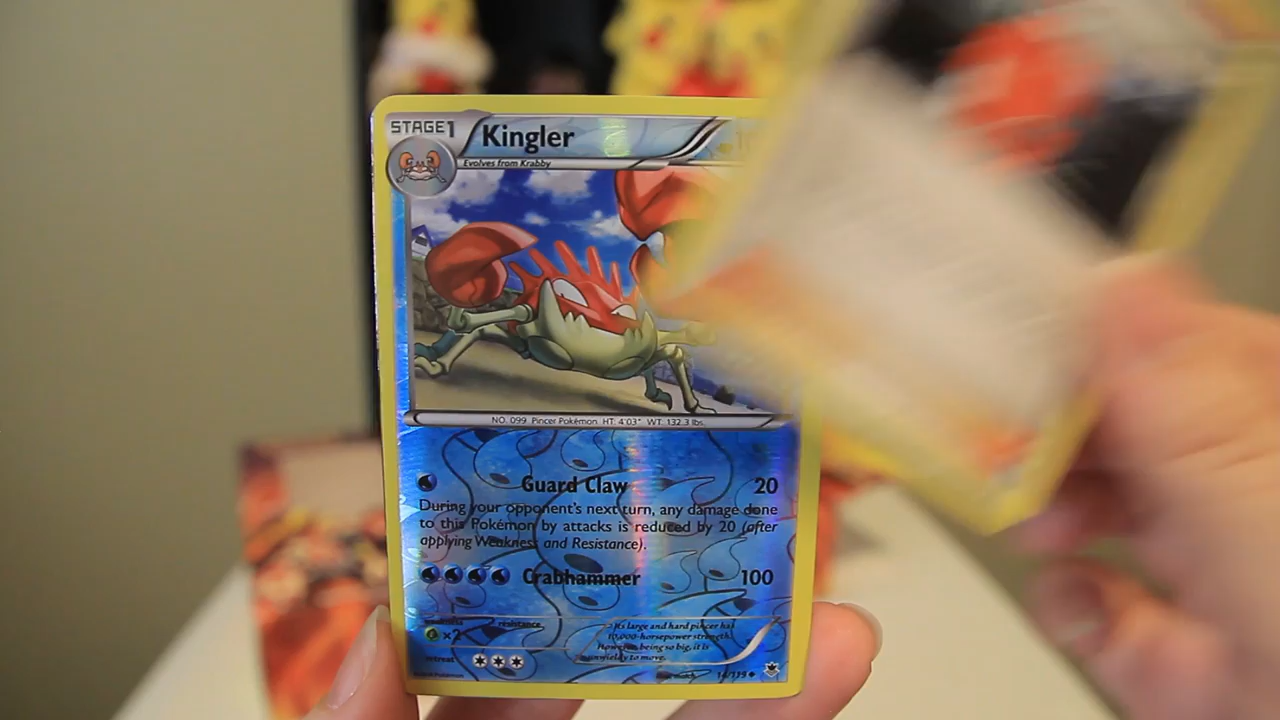 STAGE1
Kingler
Evolves from Krabby
NO. 099 Pincer Pokémon HT: 4'03" WT: 132.3 lbs.
Guard Claw 20
During your opponent's next turn, any damage done
to this Pokémon by attacks is reduced by 20 (after
applying Weakness and Resistance).
Crabhammer 100
weakness resistance
×2
Its large and hard pincer has
10,000-horsepower strength.
However, being so big, it is
unwieldy to move.
retreat
14/119